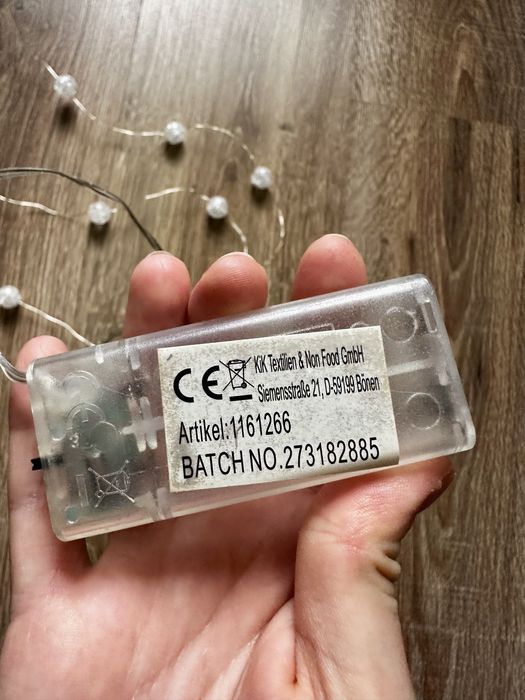 CE KiK Textilien & Non Food GmbH
Siemensstraße 21, D-59199 Bönen
Artikel:1161266
BATCH NO.273182885